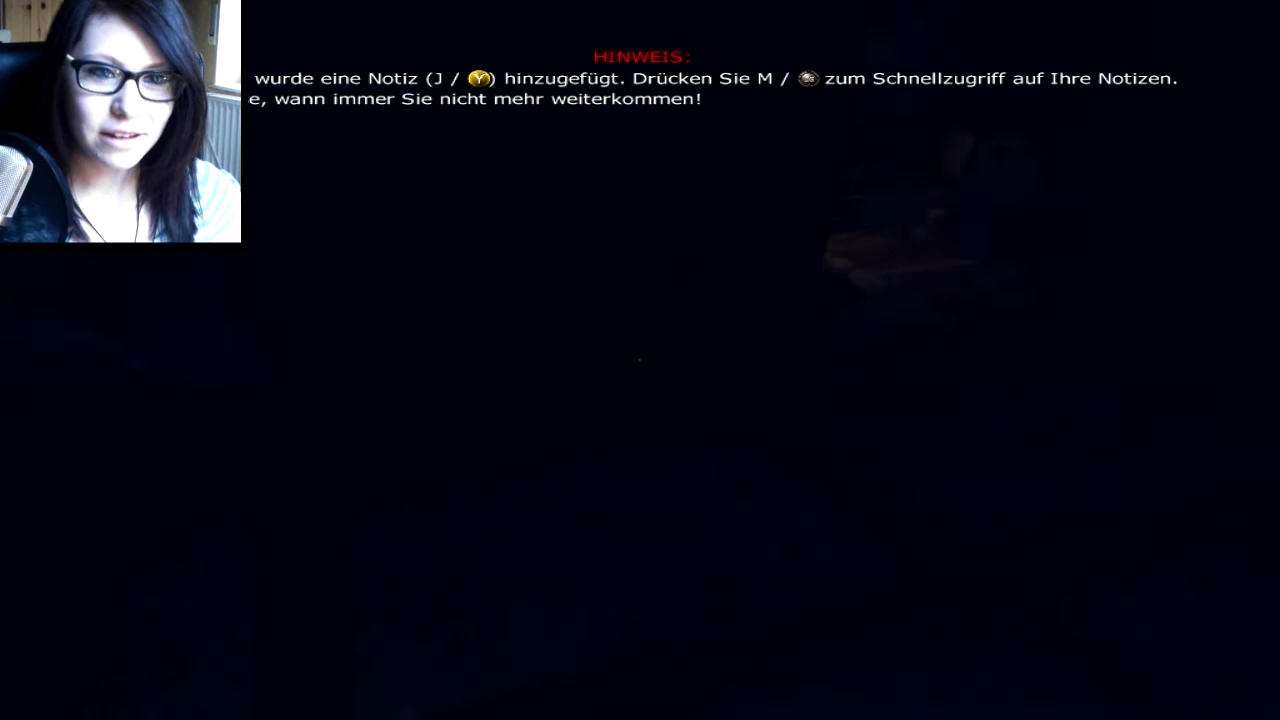 HINWEIS:
wurde eine Notiz (J / Y) hinzugefügt. Drücken Sie M / zum Schnellzugriff auf Ihre Notizen.
e, wann immer Sie nicht mehr weiterkommen!